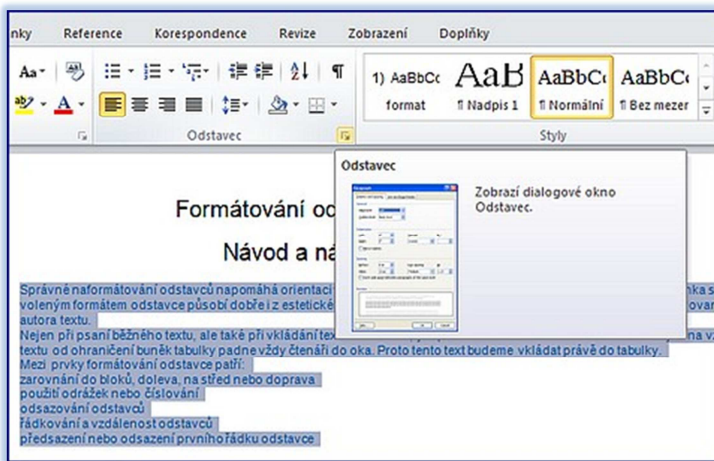 nky Reference Korespondence Revize Zobrazení Doplňky
1) AaBbCc AaB AaBbCc AaBbCc
format ¶ Nadpis 1 ¶ Normální ¶ Bez mezer
Odstavec Styly
Odstavec
Zobrazí dialogové okno
Odstavec.
Formátování od
Návod a ná
Správné naformátování odstavců napomáhá orientaci
voleným formátem odstavce působí dobře i z estetické
autora textu.
Nejen při psaní běžného textu, ale také při vkládání tex
textu od ohraničení buněk tabulky padne vždy čtenáři do oka. Proto tento text budeme vkládat právě do tabulky.
Mezi prvky formátování odstavce patří:
zarovnání do bloků, doleva, na střed nebo doprava
použití odrážek nebo číslování
odsazování odstavců
řádkování a vzdálenost odstavců
předsazení nebo odsazení prvního řádku odstavce